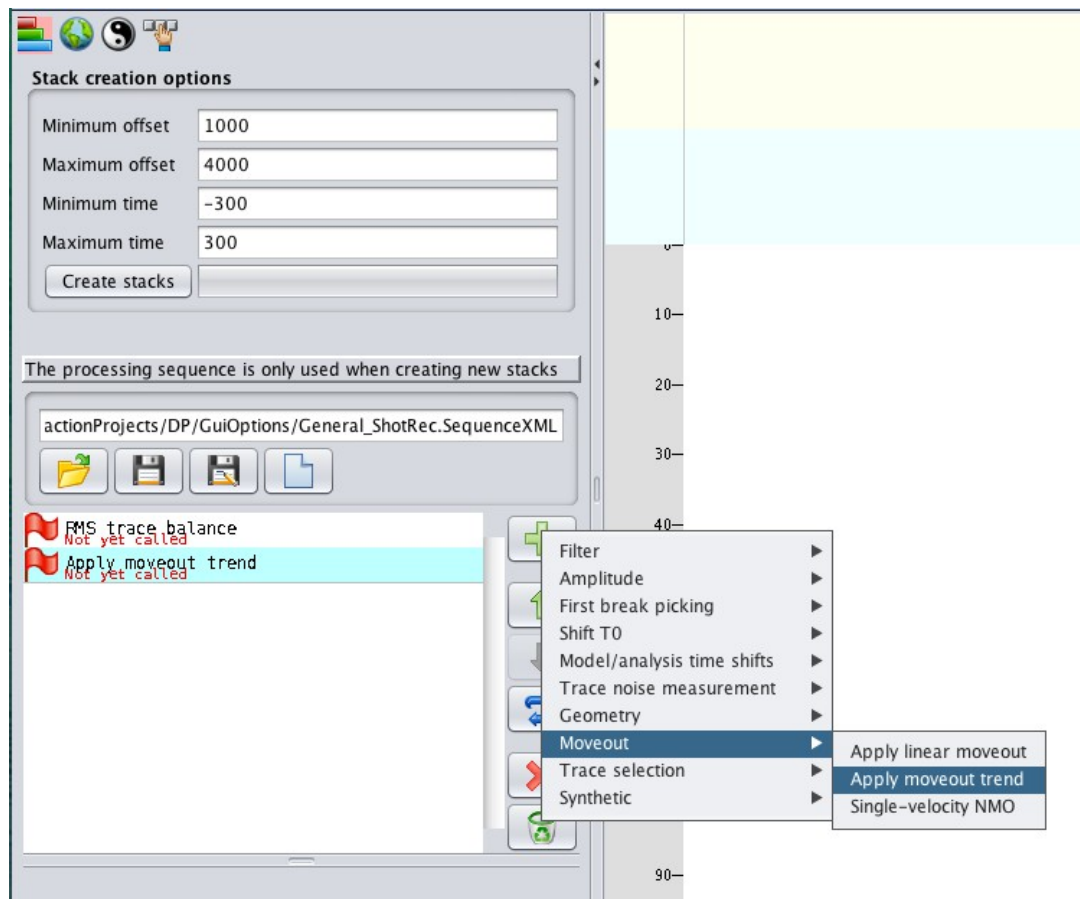 Stack creation options
Minimum offset 1000
Maximum offset 4000
Minimum time -300
Maximum time 300
Create stacks
The processing sequence is only used when creating new stacks
actionProjects/DP/GuiOptions/General_ShotRec.SequenceXML
RMS trace balance
Not yet called
Apply moveout trend
Not yet called
Filter
Amplitude
First break picking
Shift T0
Model/analysis time shifts
Trace noise measurement
Geometry
Moveout
Trace selection
Synthetic
Apply linear moveout
Apply moveout trend
Single-velocity NMO
0
10
20
30
40
90